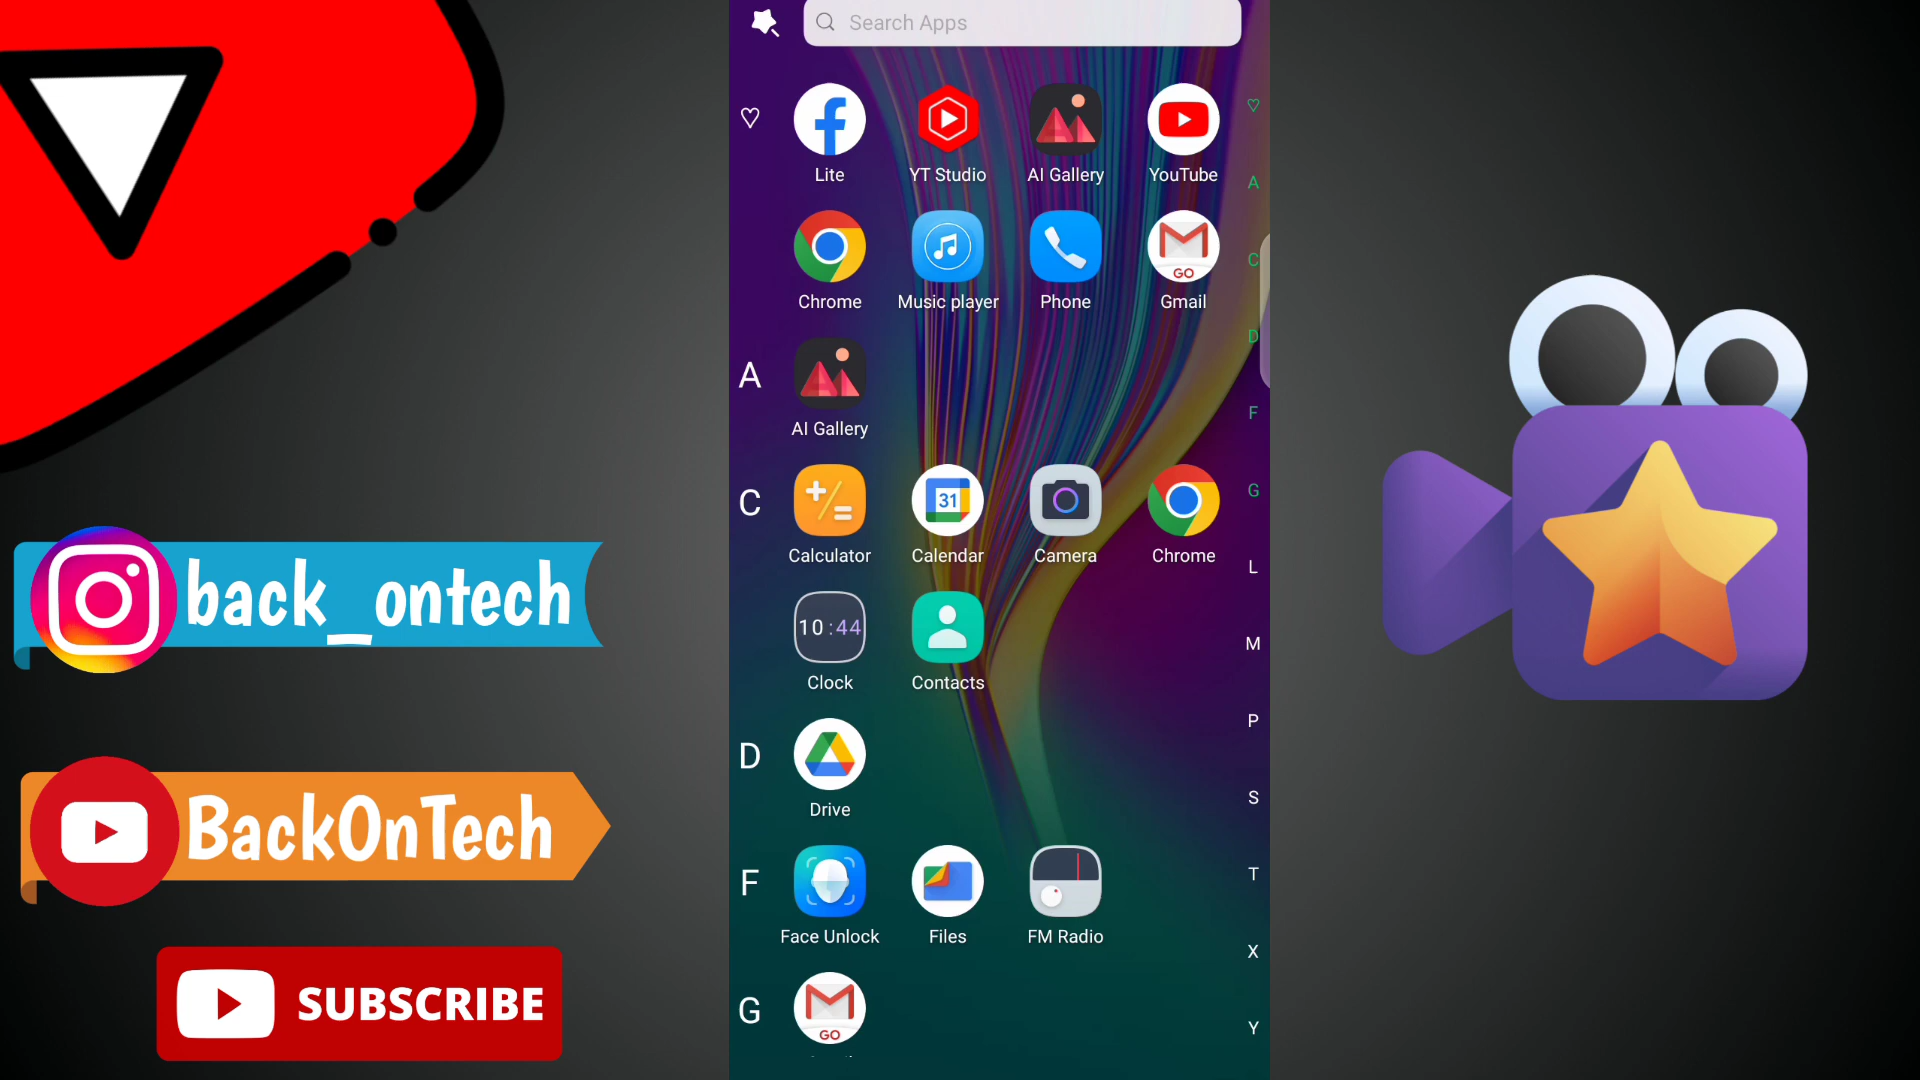 Search Apps
Lite YT Studio AI Gallery YouTube
Chrome Music player Phone Gmail
GO
A AI Gallery
C Calculator Calendar Camera Chrome
31
10:44
Clock Contacts
D Drive
F Face Unlock Files FM Radio
G
GO
A
C
D
F
G
L
M
P
S
T
X
Y
back_ontech
BackOnTech
SUBSCRIBE